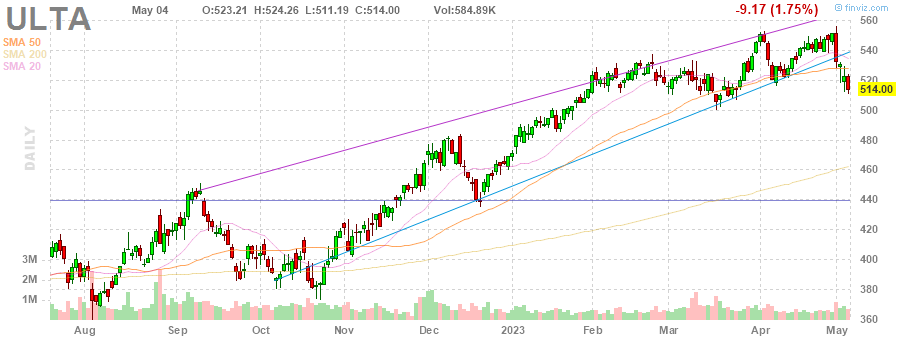 ULTA May 04 O:523.21 H:524.26 L:511.19 C:514.00 Vol:584.89K -9.17 (1.75%) © finviz.com
SMA 50
SMA 200
SMA 20
DAILY
560
540
520
514.00
500
480
460
440
420
400
380
360
3M
2M
1M
Aug Sep Oct Nov Dec 2023 Feb Mar Apr May